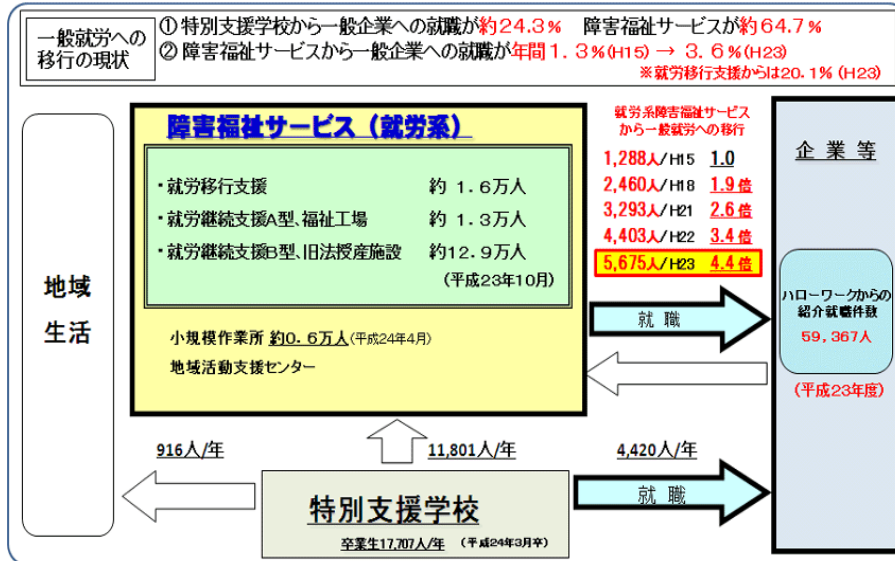 一般就労への
移行の現状
① 特別支援学校から一般企業への就職が約24.3%　障害福祉サービスが約64.7%
② 障害福祉サービスから一般企業への就職が年間1.3%(H15) → 3.6%(H23)
※就労移行支援からは20.1%(H23)
地域
生活
障害福祉サービス（就労系）
・就労移行支援　約 1.6万人
・就労継続支援A型、福祉工場　約 1.3万人
・就労継続支援B型、旧法授産施設　約12.9万人
(平成23年10月)
小規模作業所 約0.6万人(平成24年4月)
地域活動支援センター
就労系障害福祉サービス
から一般就労への移行
1,288人/H15　1.0
2,460人/H18　1.9倍
3,293人/H21　2.6倍
4,403人/H22　3.4倍
5,675人/H23　4.4倍
就 職
企 業 等
ハローワークからの
紹介就職件数
59,367人
(平成23年度)
916人/年
11,801人/年
4,420人/年
就 職
特別支援学校
卒業生17,707人/年　(平成24年3月卒)